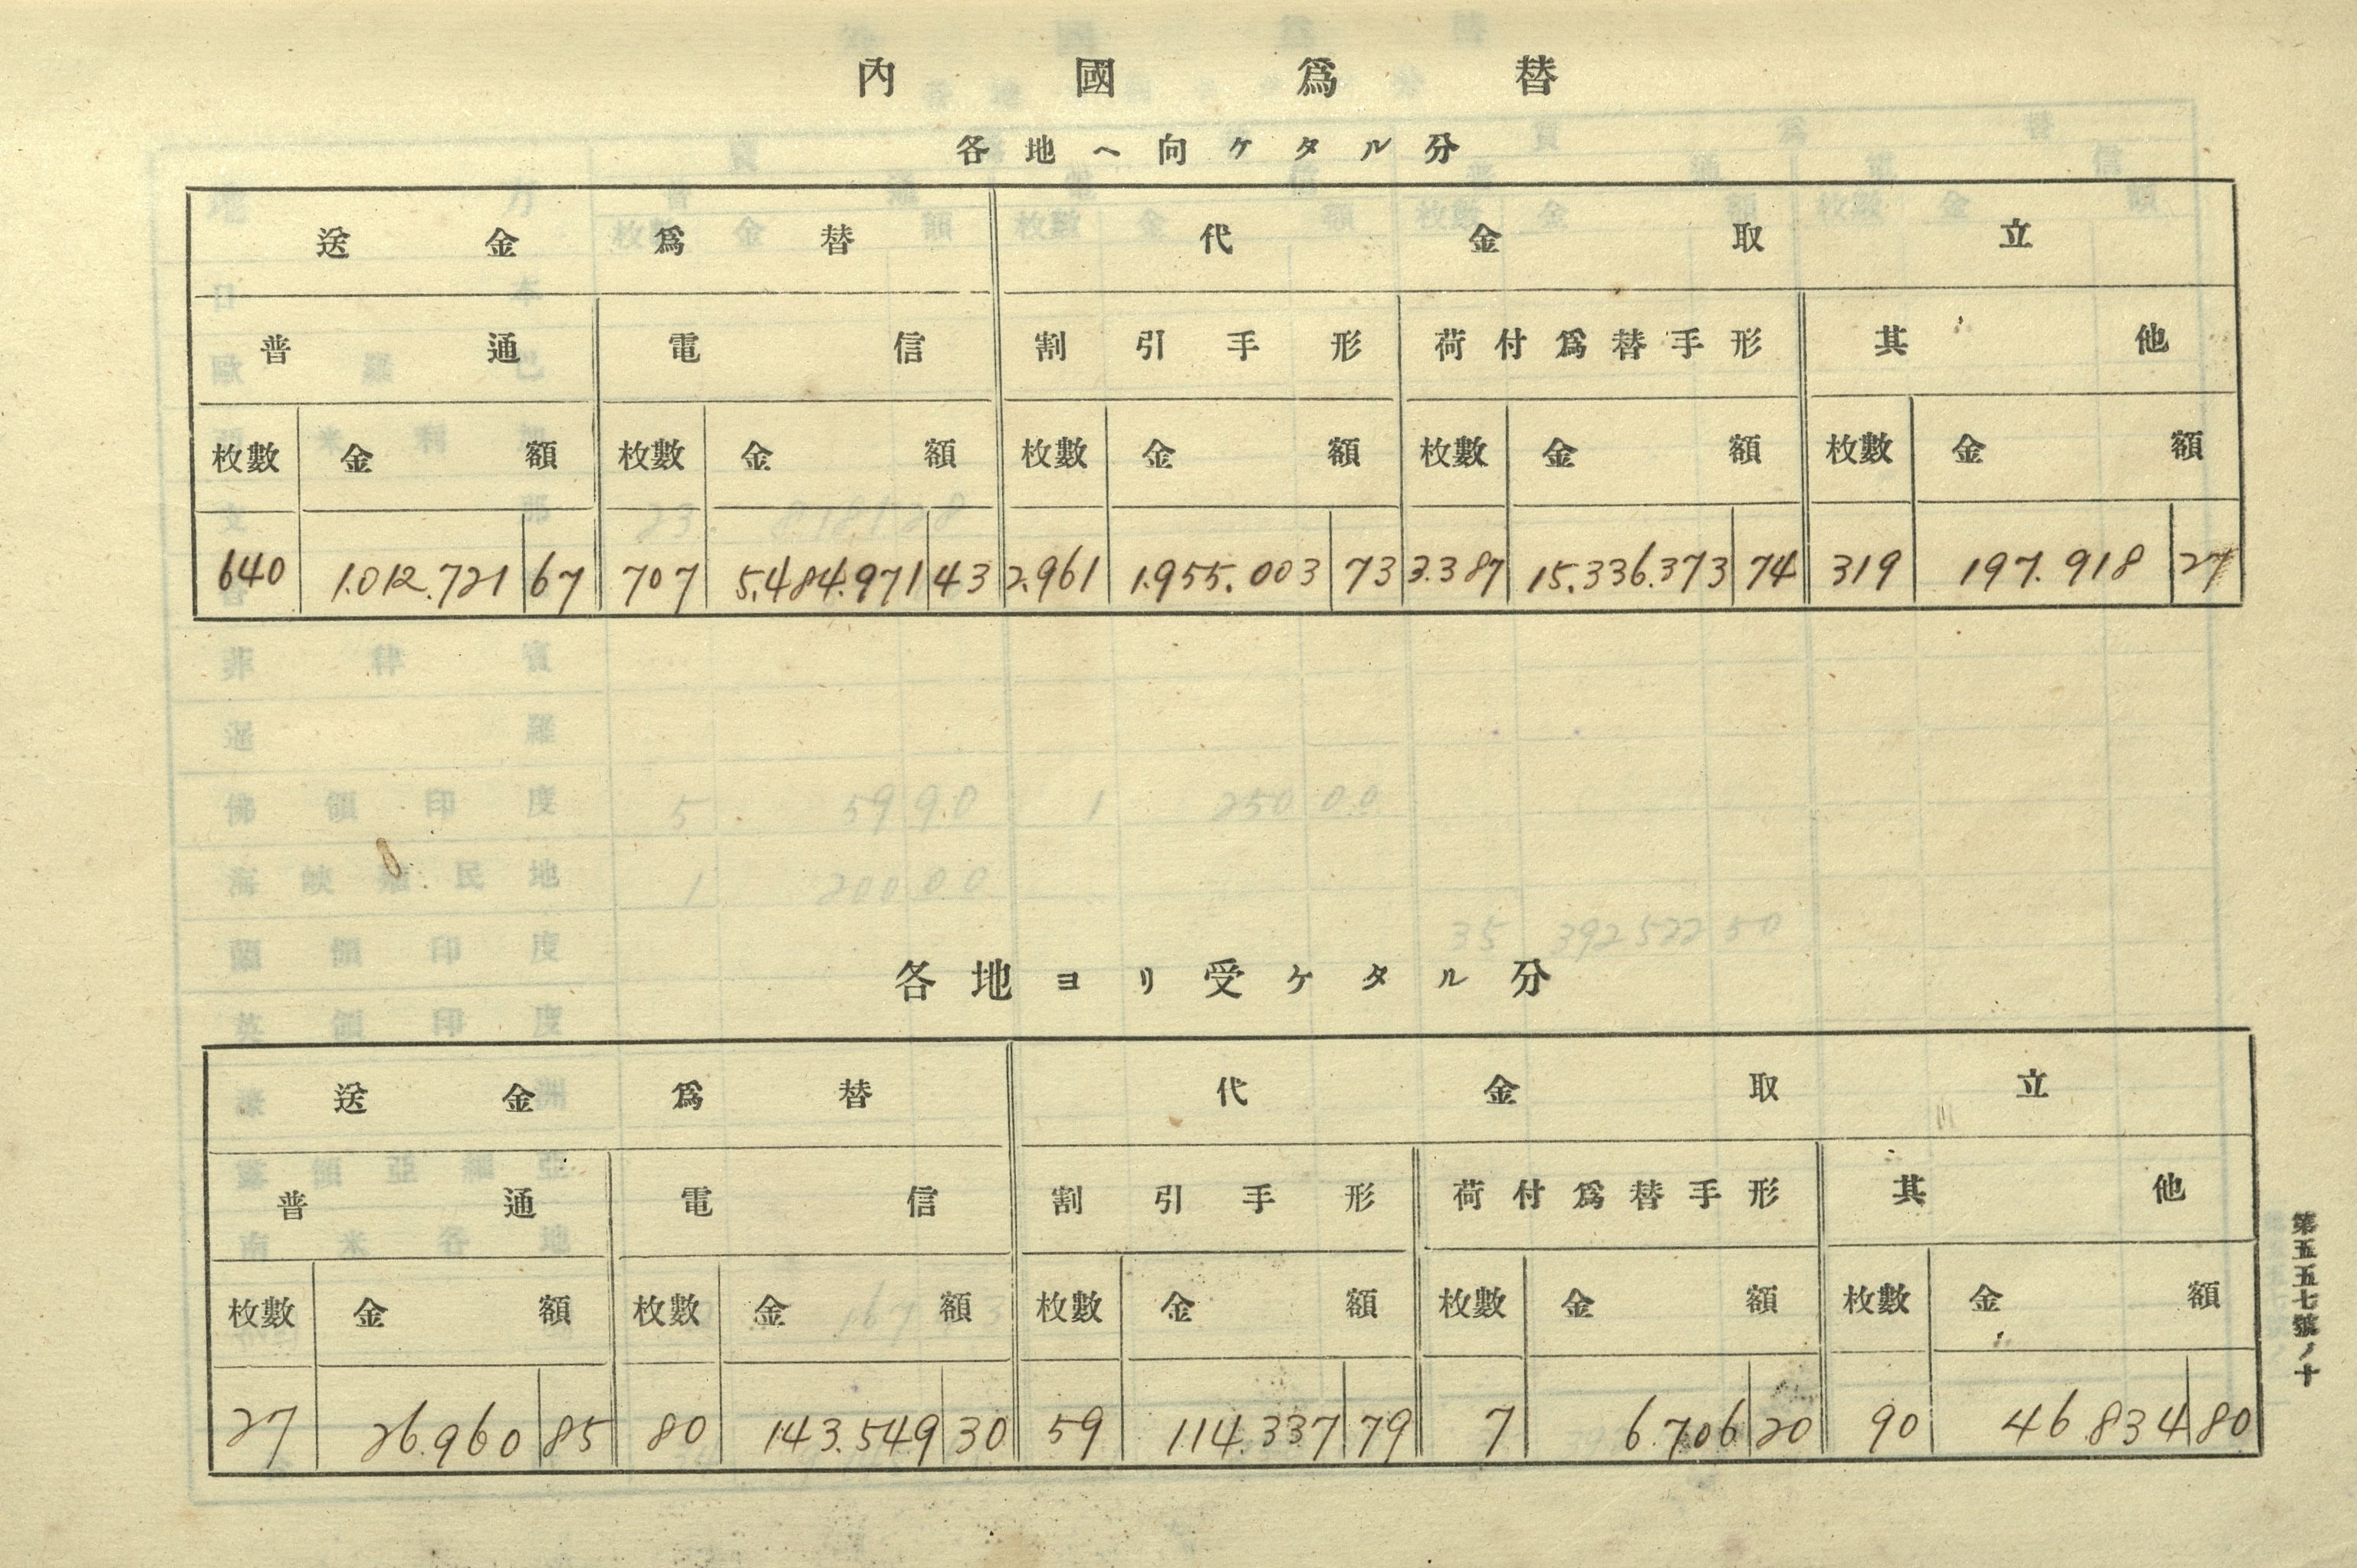 內國爲替
各地ヘ向ケタル分
送金爲替 代金取立
普通 電信 割引手形 荷付爲替手形 其他
枚數 金額 枚數 金額 枚數 金額 枚數 金額 枚數 金額
640 1.012.721 67 707 5.484.971 43 2.961 1.955.003 73 3.387 15.336.373 74 319 197.918 27
各地ヨリ受ケタル分
送金爲替 代金取立
普通 電信 割引手形 荷付爲替手形 其他
枚數 金額 枚數 金額 枚數 金額 枚數 金額 枚數 金額
27 26.960 85 80 143.549 30 59 114.337 79 7 6.706 20 90 46.834 80
第五五七號ノ十